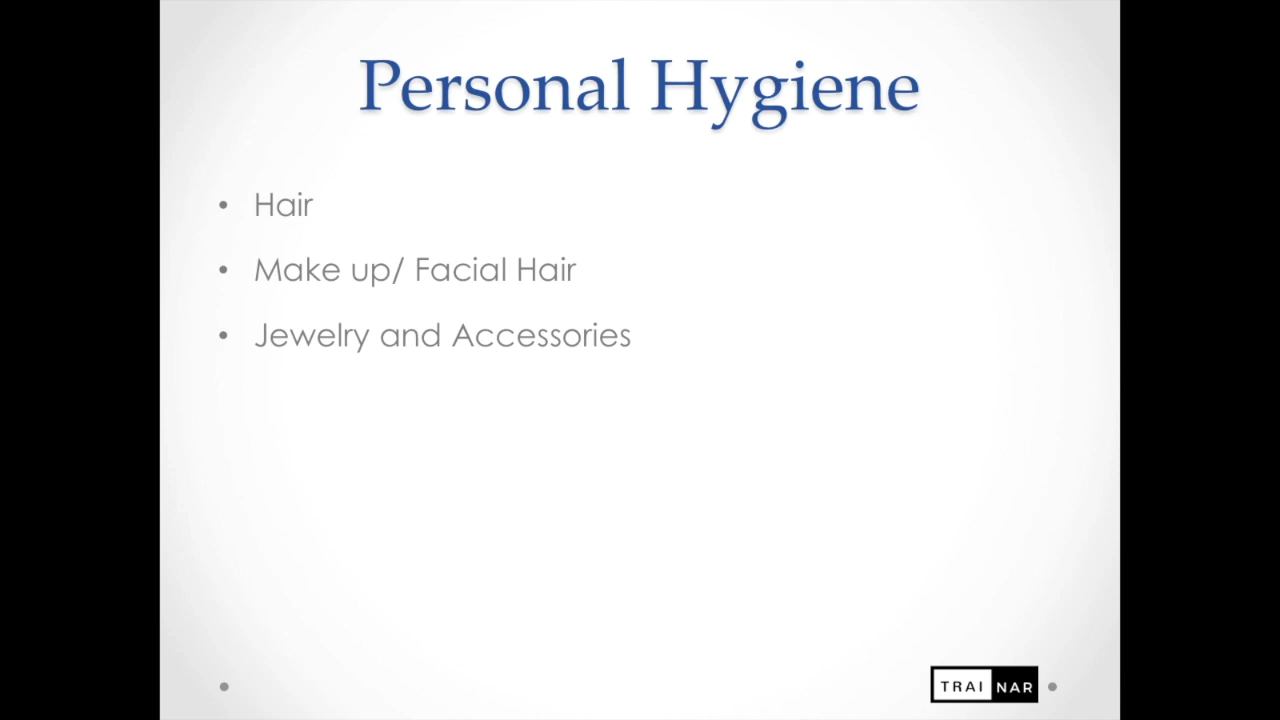 Personal Hygiene
• Hair
• Make up/ Facial Hair
• Jewelry and Accessories
TRAI NAR